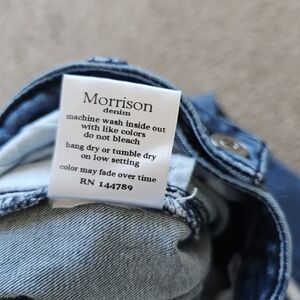 Morrison
denim
machine wash inside out
with like colors
do not bleach
hang dry or tumble dry
on low setting
color may fade over time
RN 144789